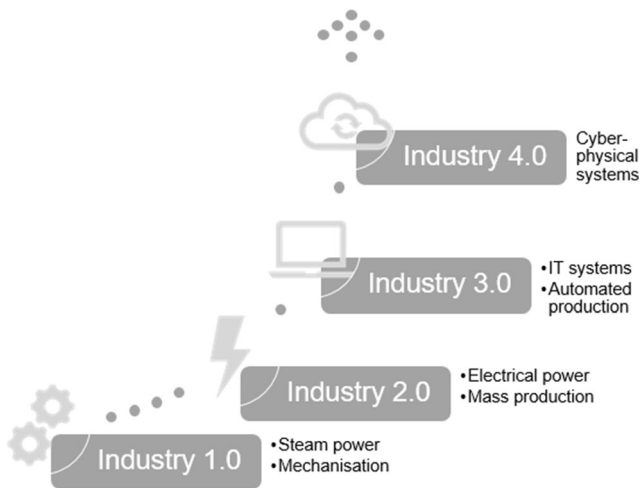 Industry 4.0
Cyber-
physical
systems
Industry 3.0
•IT systems
•Automated
production
Industry 2.0
•Electrical power
•Mass production
Industry 1.0
•Steam power
•Mechanisation